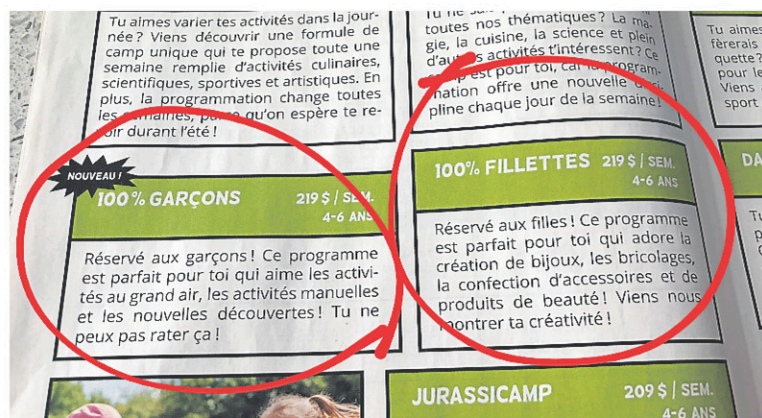 Tu aimes varier tes activités dans la jour-
née ? Viens découvrir une formule de
camp unique qui te propose toute une
semaine remplie d'activités culinaires,
scientifiques, sportives et artistiques. En
plus, la programmation change toutes
les semaines, parce qu'on espère te re-
voir durant l'été !
NOUVEAU !
100 % GARÇONS 219 $ / SEM.
4-6 ANS
Réservé aux garçons ! Ce programme
est parfait pour toi qui aime les activi-
tés au grand air, les activités manuelles
et les nouvelles découvertes ! Tu ne
peux pas rater ça !
Tu ne
toutes nos thématiques ? La ma-
gie, la cuisine, la science et plein
d'autres activités t'intéressent ? Ce
camp est pour toi, car la program-
mation offre une nouvelle disci-
pline chaque jour de la semaine !
100% FILLETTES 219 $ / SEM.
4-6 ANS
Réservé aux filles ! Ce programme
est parfait pour toi qui adore la
création de bijoux, les bricolages,
la confection d'accessoires et de
produits de beauté ! Viens nous
montrer ta créativité !
JURASSICAMP 209 $ / SEM.
4-6 ANS
Tu aimes
fèrerais
quette ?
pour le
Viens
sport
DA
Tu